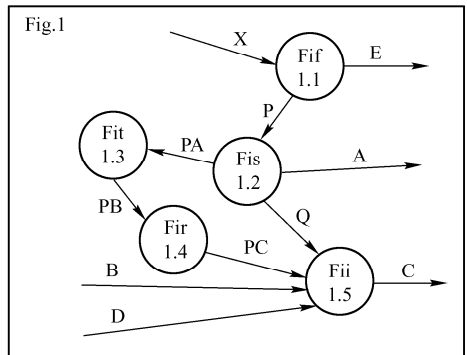 Fig.1
X
Fif
1.1
E
P
Fit
1.3
PA
Fis
1.2
A
PB
Q
Fir
1.4
PC
Fii
1.5
B
C
D